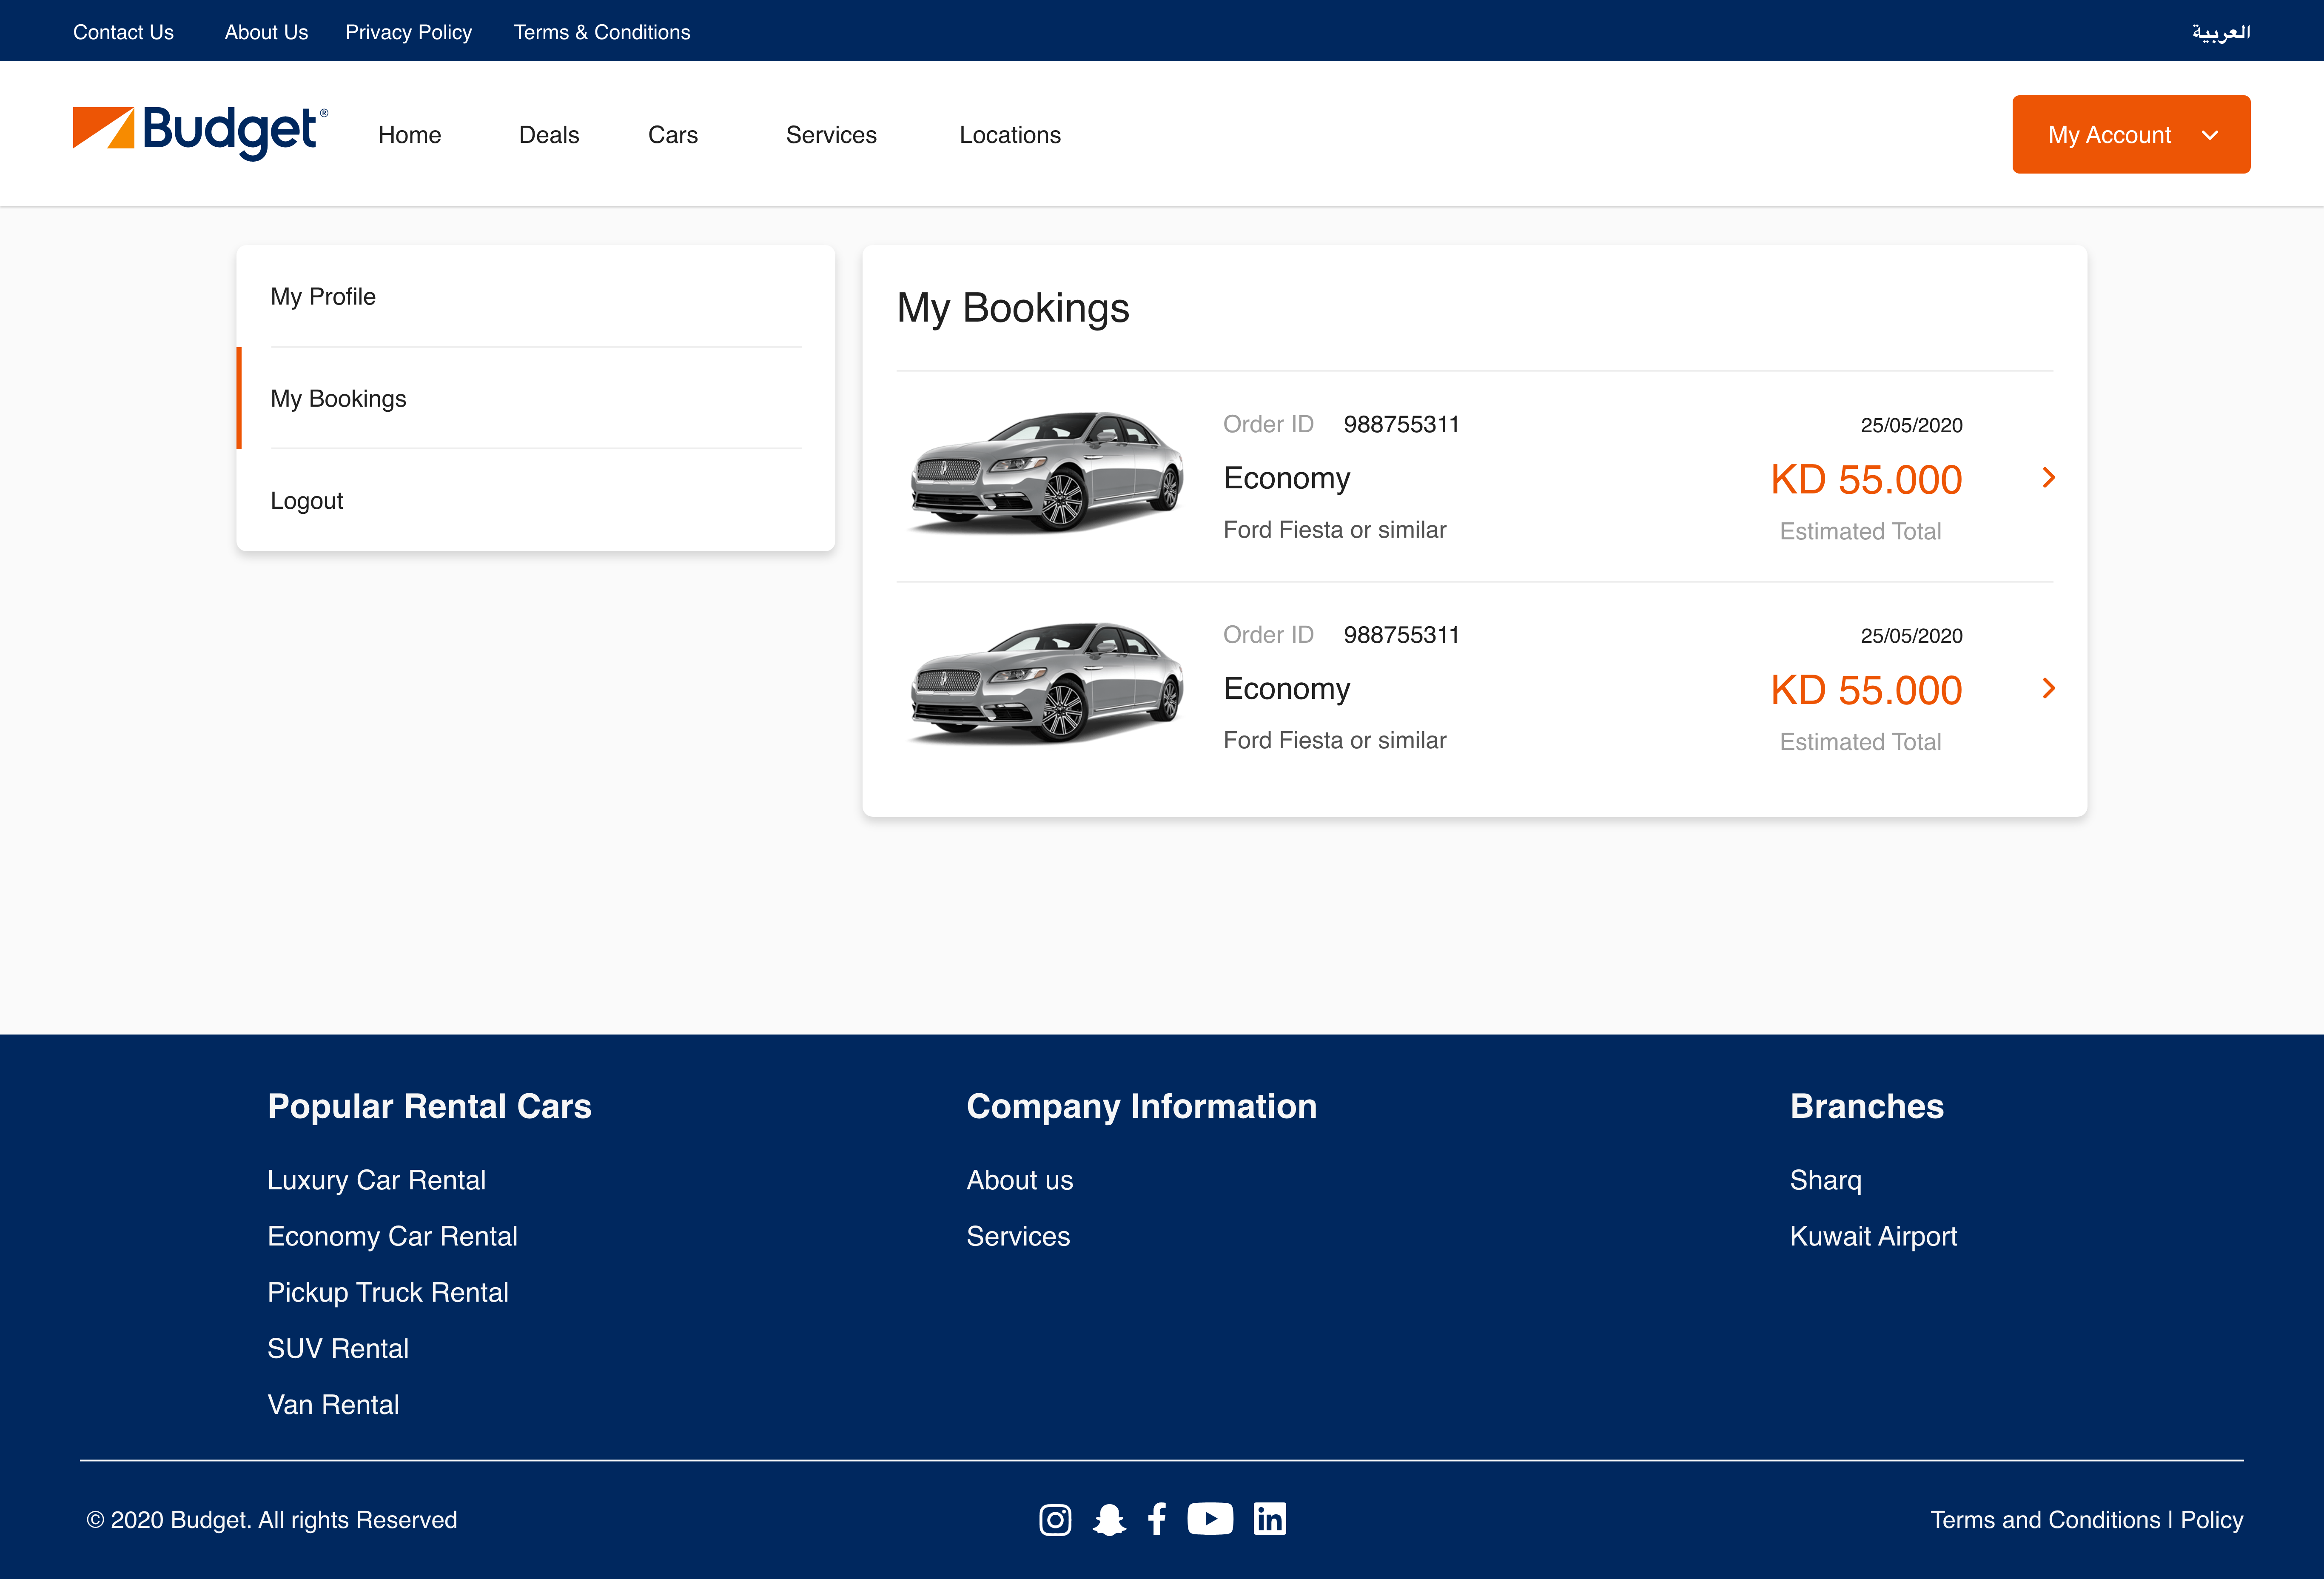 Contact Us About Us Privacy Policy Terms & Conditions العربية
Budget® Home Deals Cars Services Locations My Account
My Profile
My Bookings
Logout
My Bookings
Order ID 988755311 25/05/2020
Economy KD 55.000
Ford Fiesta or similar Estimated Total
Order ID 988755311 25/05/2020
Economy KD 55.000
Ford Fiesta or similar Estimated Total
Popular Rental Cars
Luxury Car Rental
Economy Car Rental
Pickup Truck Rental
SUV Rental
Van Rental
Company Information
About us
Services
Branches
Sharq
Kuwait Airport
© 2020 Budget. All rights Reserved
Terms and Conditions | Policy